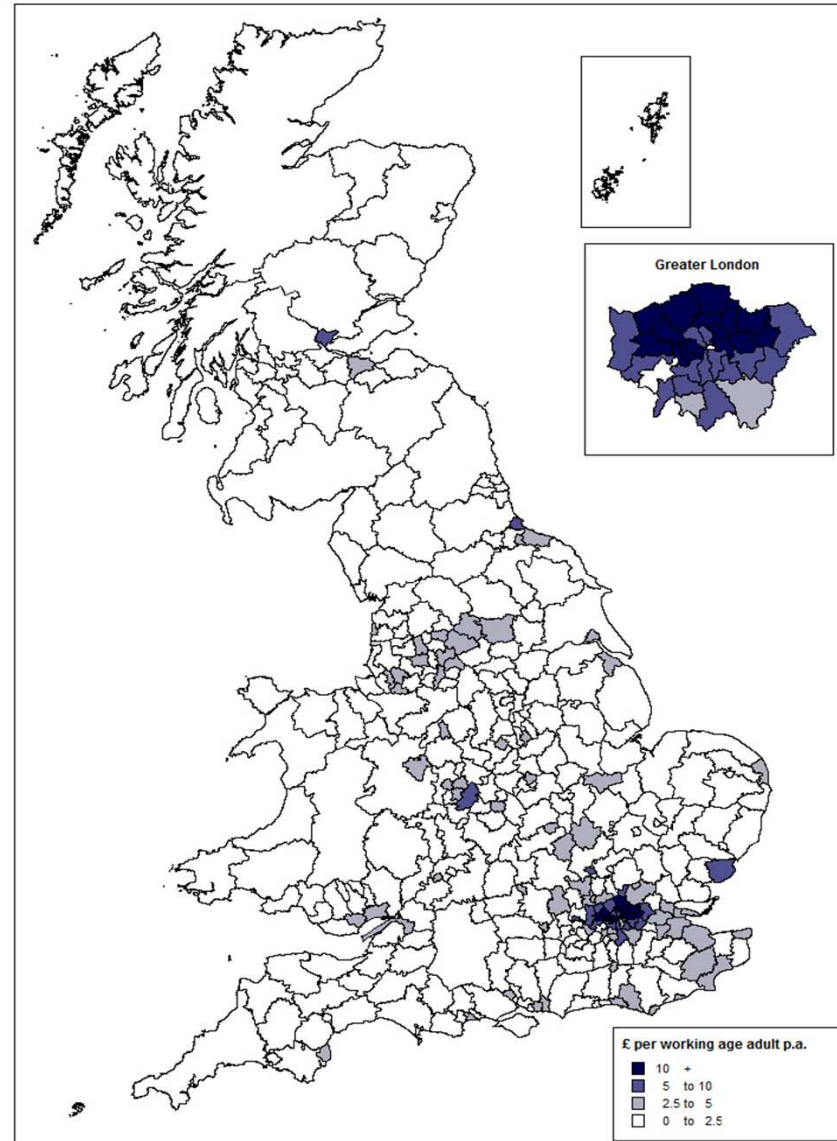 Greater London
£ per working age adult p.a.
10 +
5 to 10
2.5 to 5
0 to 2.5